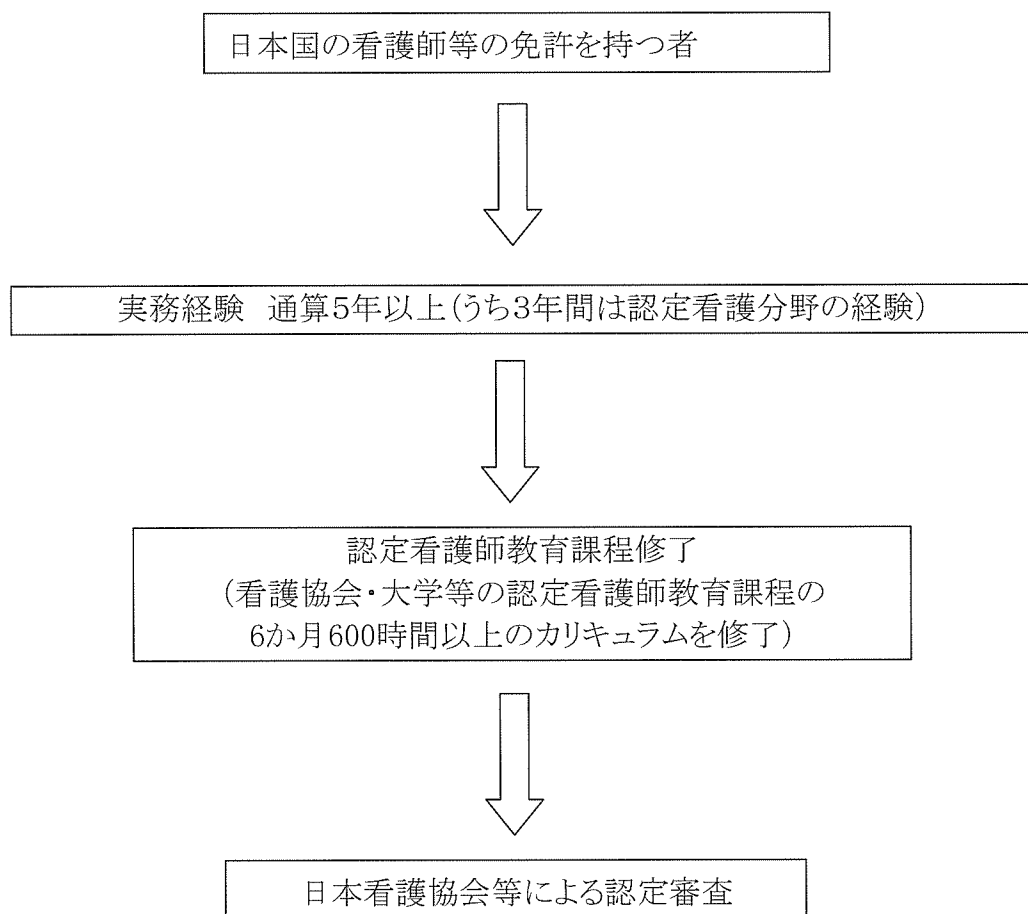 日本国の看護師等の免許を持つ者
実務経験 通算5年以上(うち3年間は認定看護分野の経験)
認定看護師教育課程修了
(看護協会・大学等の認定看護師教育課程の
6か月600時間以上のカリキュラムを修了)
日本看護協会等による認定審査